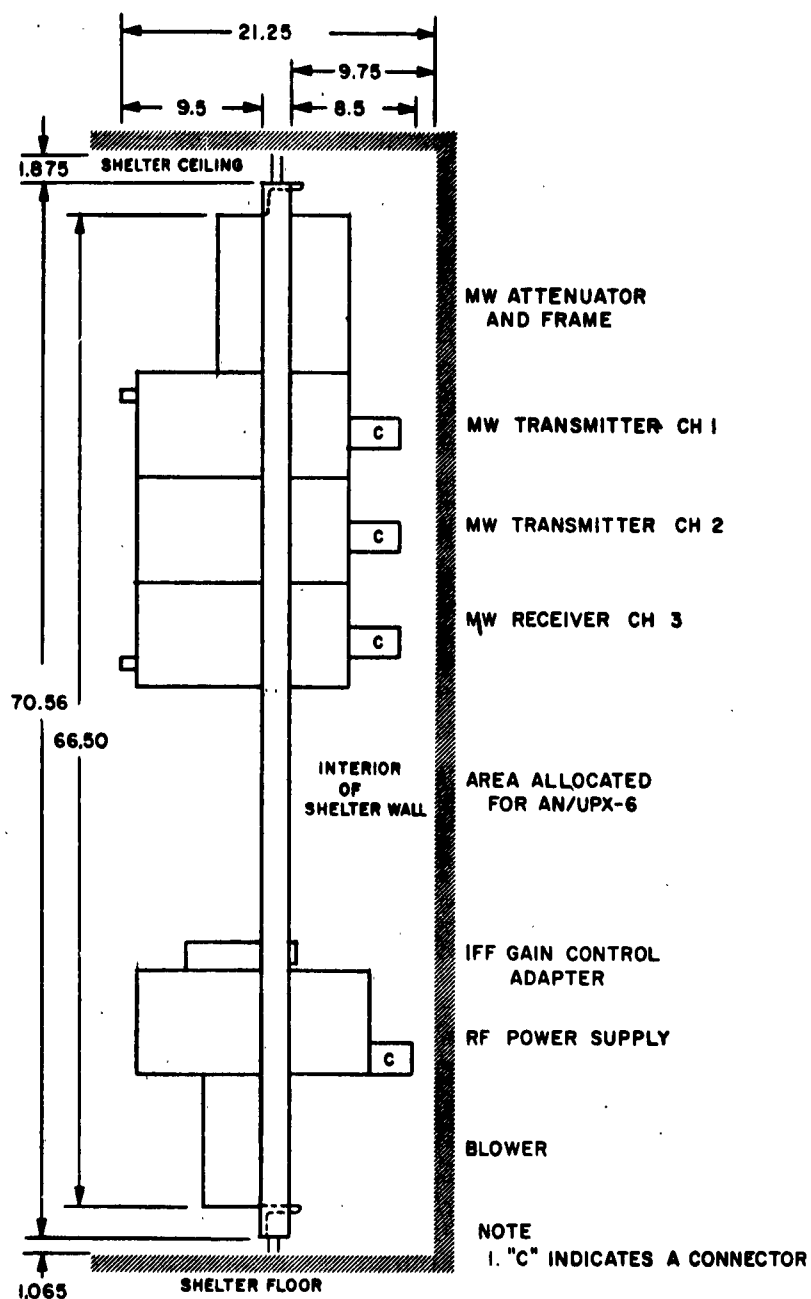 21.25
9.75
9.5
8.5
1.875
SHELTER CEILING
MW ATTENUATOR
AND FRAME
C
MW TRANSMITTER CH 1
C
MW TRANSMITTER CH 2
C
MW RECEIVER CH 3
70.56
66.50
INTERIOR
OF
SHELTER WALL
AREA ALLOCATED
FOR AN/UPX-6
IFF GAIN CONTROL
ADAPTER
RF POWER SUPPLY
C
BLOWER
NOTE
1. "C" INDICATES A CONNECTOR
1.065
SHELTER FLOOR